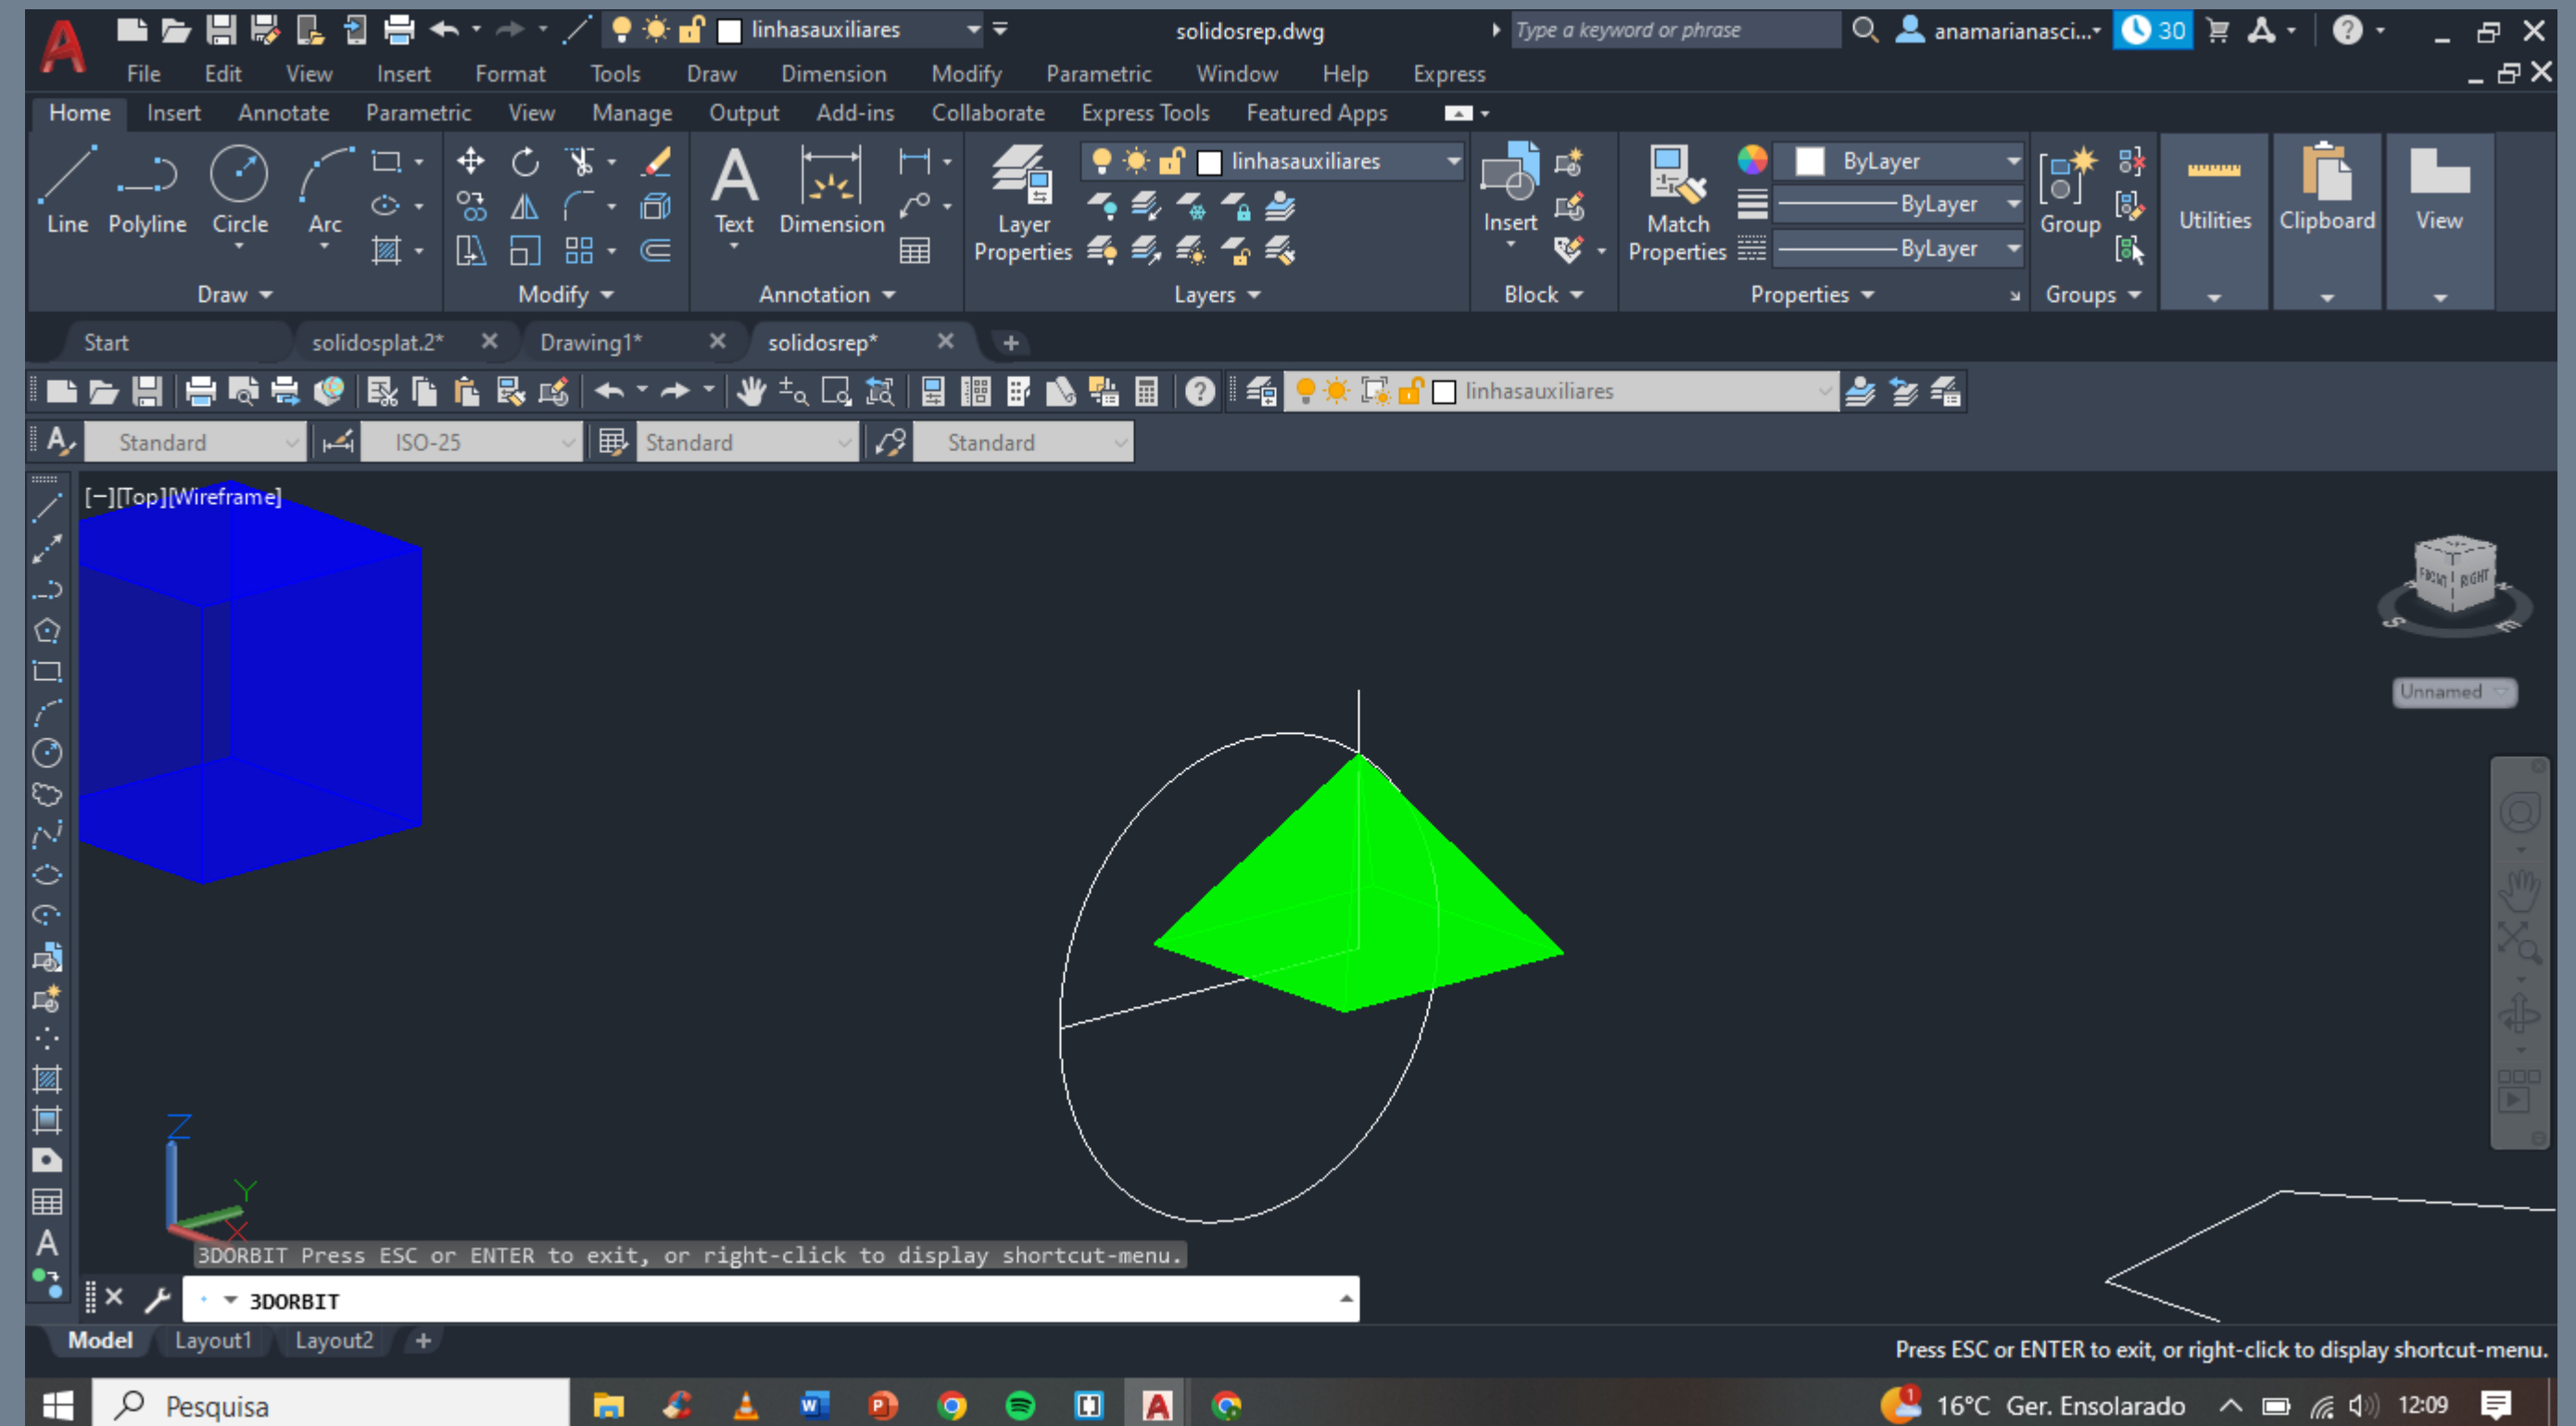 linhasauxiliares solidosrep.dwg Type a keyword or phrase anamarianasci... 30
File Edit View Insert Format Tools Draw Dimension Modify Parametric Window Help Express
Home Insert Annotate Parametric View Manage Output Add-ins Collaborate Express Tools Featured Apps
linhasauxiliares ByLayer
ByLayer
Line Polyline Circle Arc Text Dimension Layer Properties Insert Match Properties Group Utilities Clipboard View
ByLayer
Draw Modify Annotation Layers Block Properties Groups
Start solidosplat.2* Drawing1* solidosrep*
linhasauxiliares
Standard ISO-25 Standard Standard
[−][Top][Wireframe]
FRONT RIGHT
S E
Unnamed
Z
Y
X
3DORBIT Press ESC or ENTER to exit, or right-click to display shortcut-menu.
3DORBIT
Model Layout1 Layout2 +
Press ESC or ENTER to exit, or right-click to display shortcut-menu.
Pesquisa 1 16°C Ger. Ensolarado 12:09